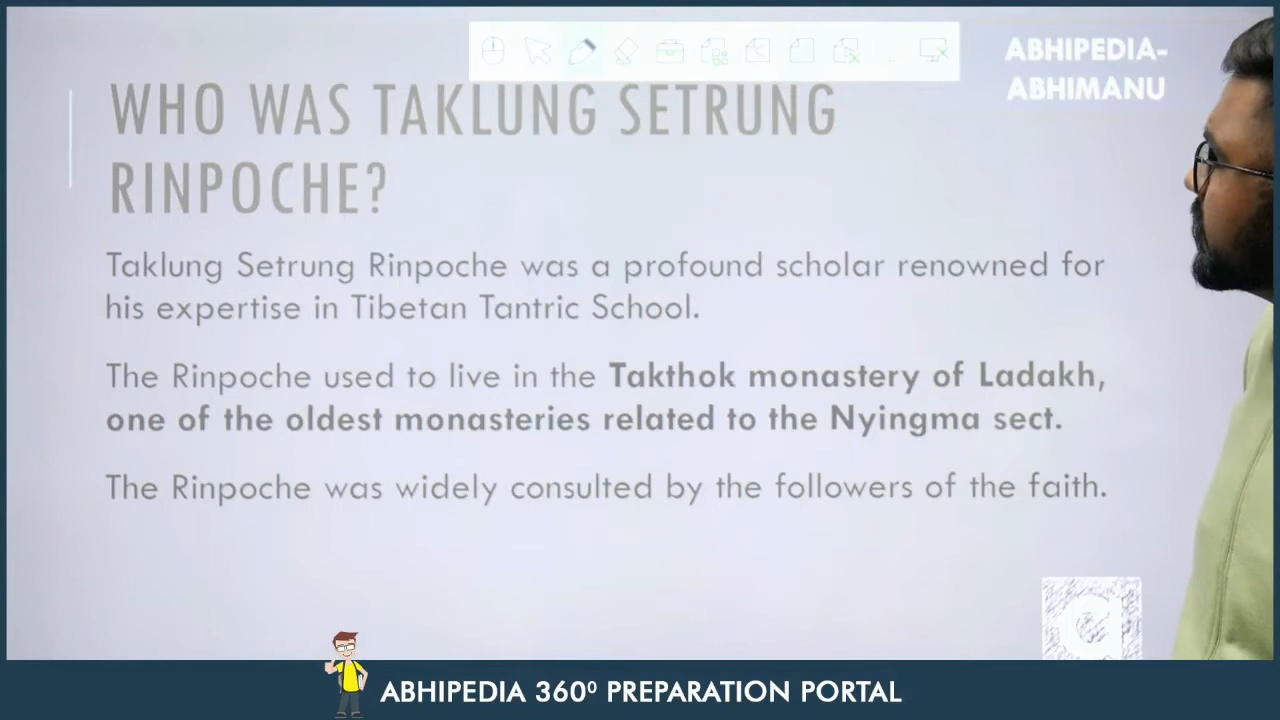 ABHIPEDIA-
ABHIMANU
WHO WAS TAKLUNG SETRUNG
RINPOCHE?
Taklung Setrung Rinpoche was a profound scholar renowned for
his expertise in Tibetan Tantric School.
The Rinpoche used to live in the Takthok monastery of Ladakh,
one of the oldest monasteries related to the Nyingma sect.
The Rinpoche was widely consulted by the followers of the faith.
ABHIPEDIA 360⁰ PREPARATION PORTAL